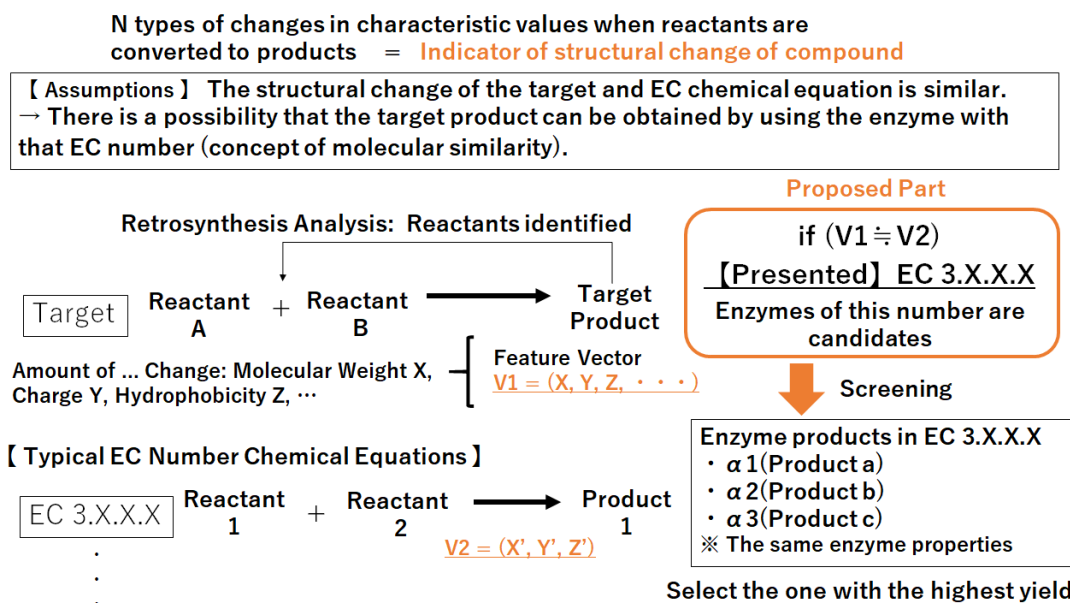 N types of changes in characteristic values when reactants are
converted to products = Indicator of structural change of compound
【 Assumptions 】 The structural change of the target and EC chemical equation is similar.
→ There is a possibility that the target product can be obtained by using the enzyme with
that EC number (concept of molecular similarity).
Proposed Part
if (V1≒V2)
【Presented】 EC 3.X.X.X
Enzymes of this number are
candidates
Retrosynthesis Analysis: Reactants identified
Target
Reactant
A
+
Reactant
B
Target
Product
Amount of ... Change: Molecular Weight X,
Charge Y, Hydrophobicity Z, …
Feature Vector
V1 = (X, Y, Z, ・・・)
Screening
【 Typical EC Number Chemical Equations 】
EC 3.X.X.X
Reactant
1
+
Reactant
2
Product
1
V2 = (X’, Y’, Z’)
Enzyme products in EC 3.X.X.X
・ α1(Product a)
・ α2(Product b)
・ α3(Product c)
※ The same enzyme properties
Select the one with the highest yield